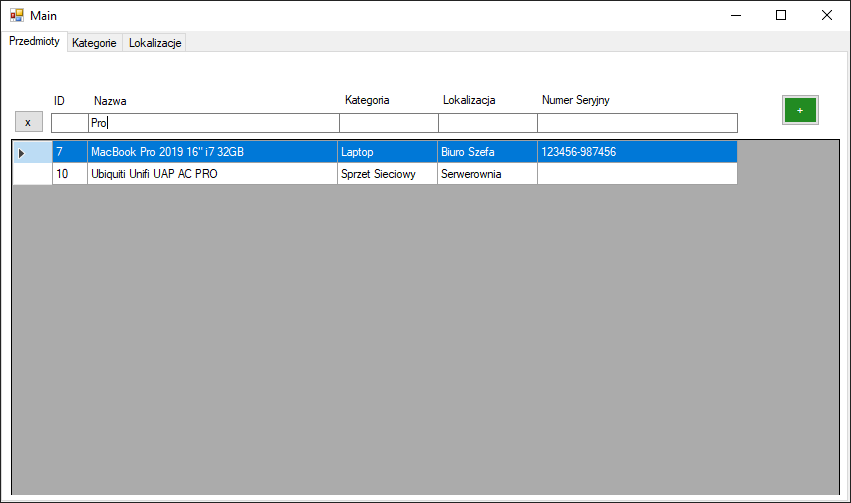 Main
Przedmioty Kategorie Lokalizacje
ID Nazwa Kategoria Lokalizacja Numer Seryjny
+
x Pro
7 MacBook Pro 2019 16" i7 32GB Laptop Biuro Szefa 123456-987456
10 Ubiquiti Unifi UAP AC PRO Sprzet Sieciowy Serwerownia